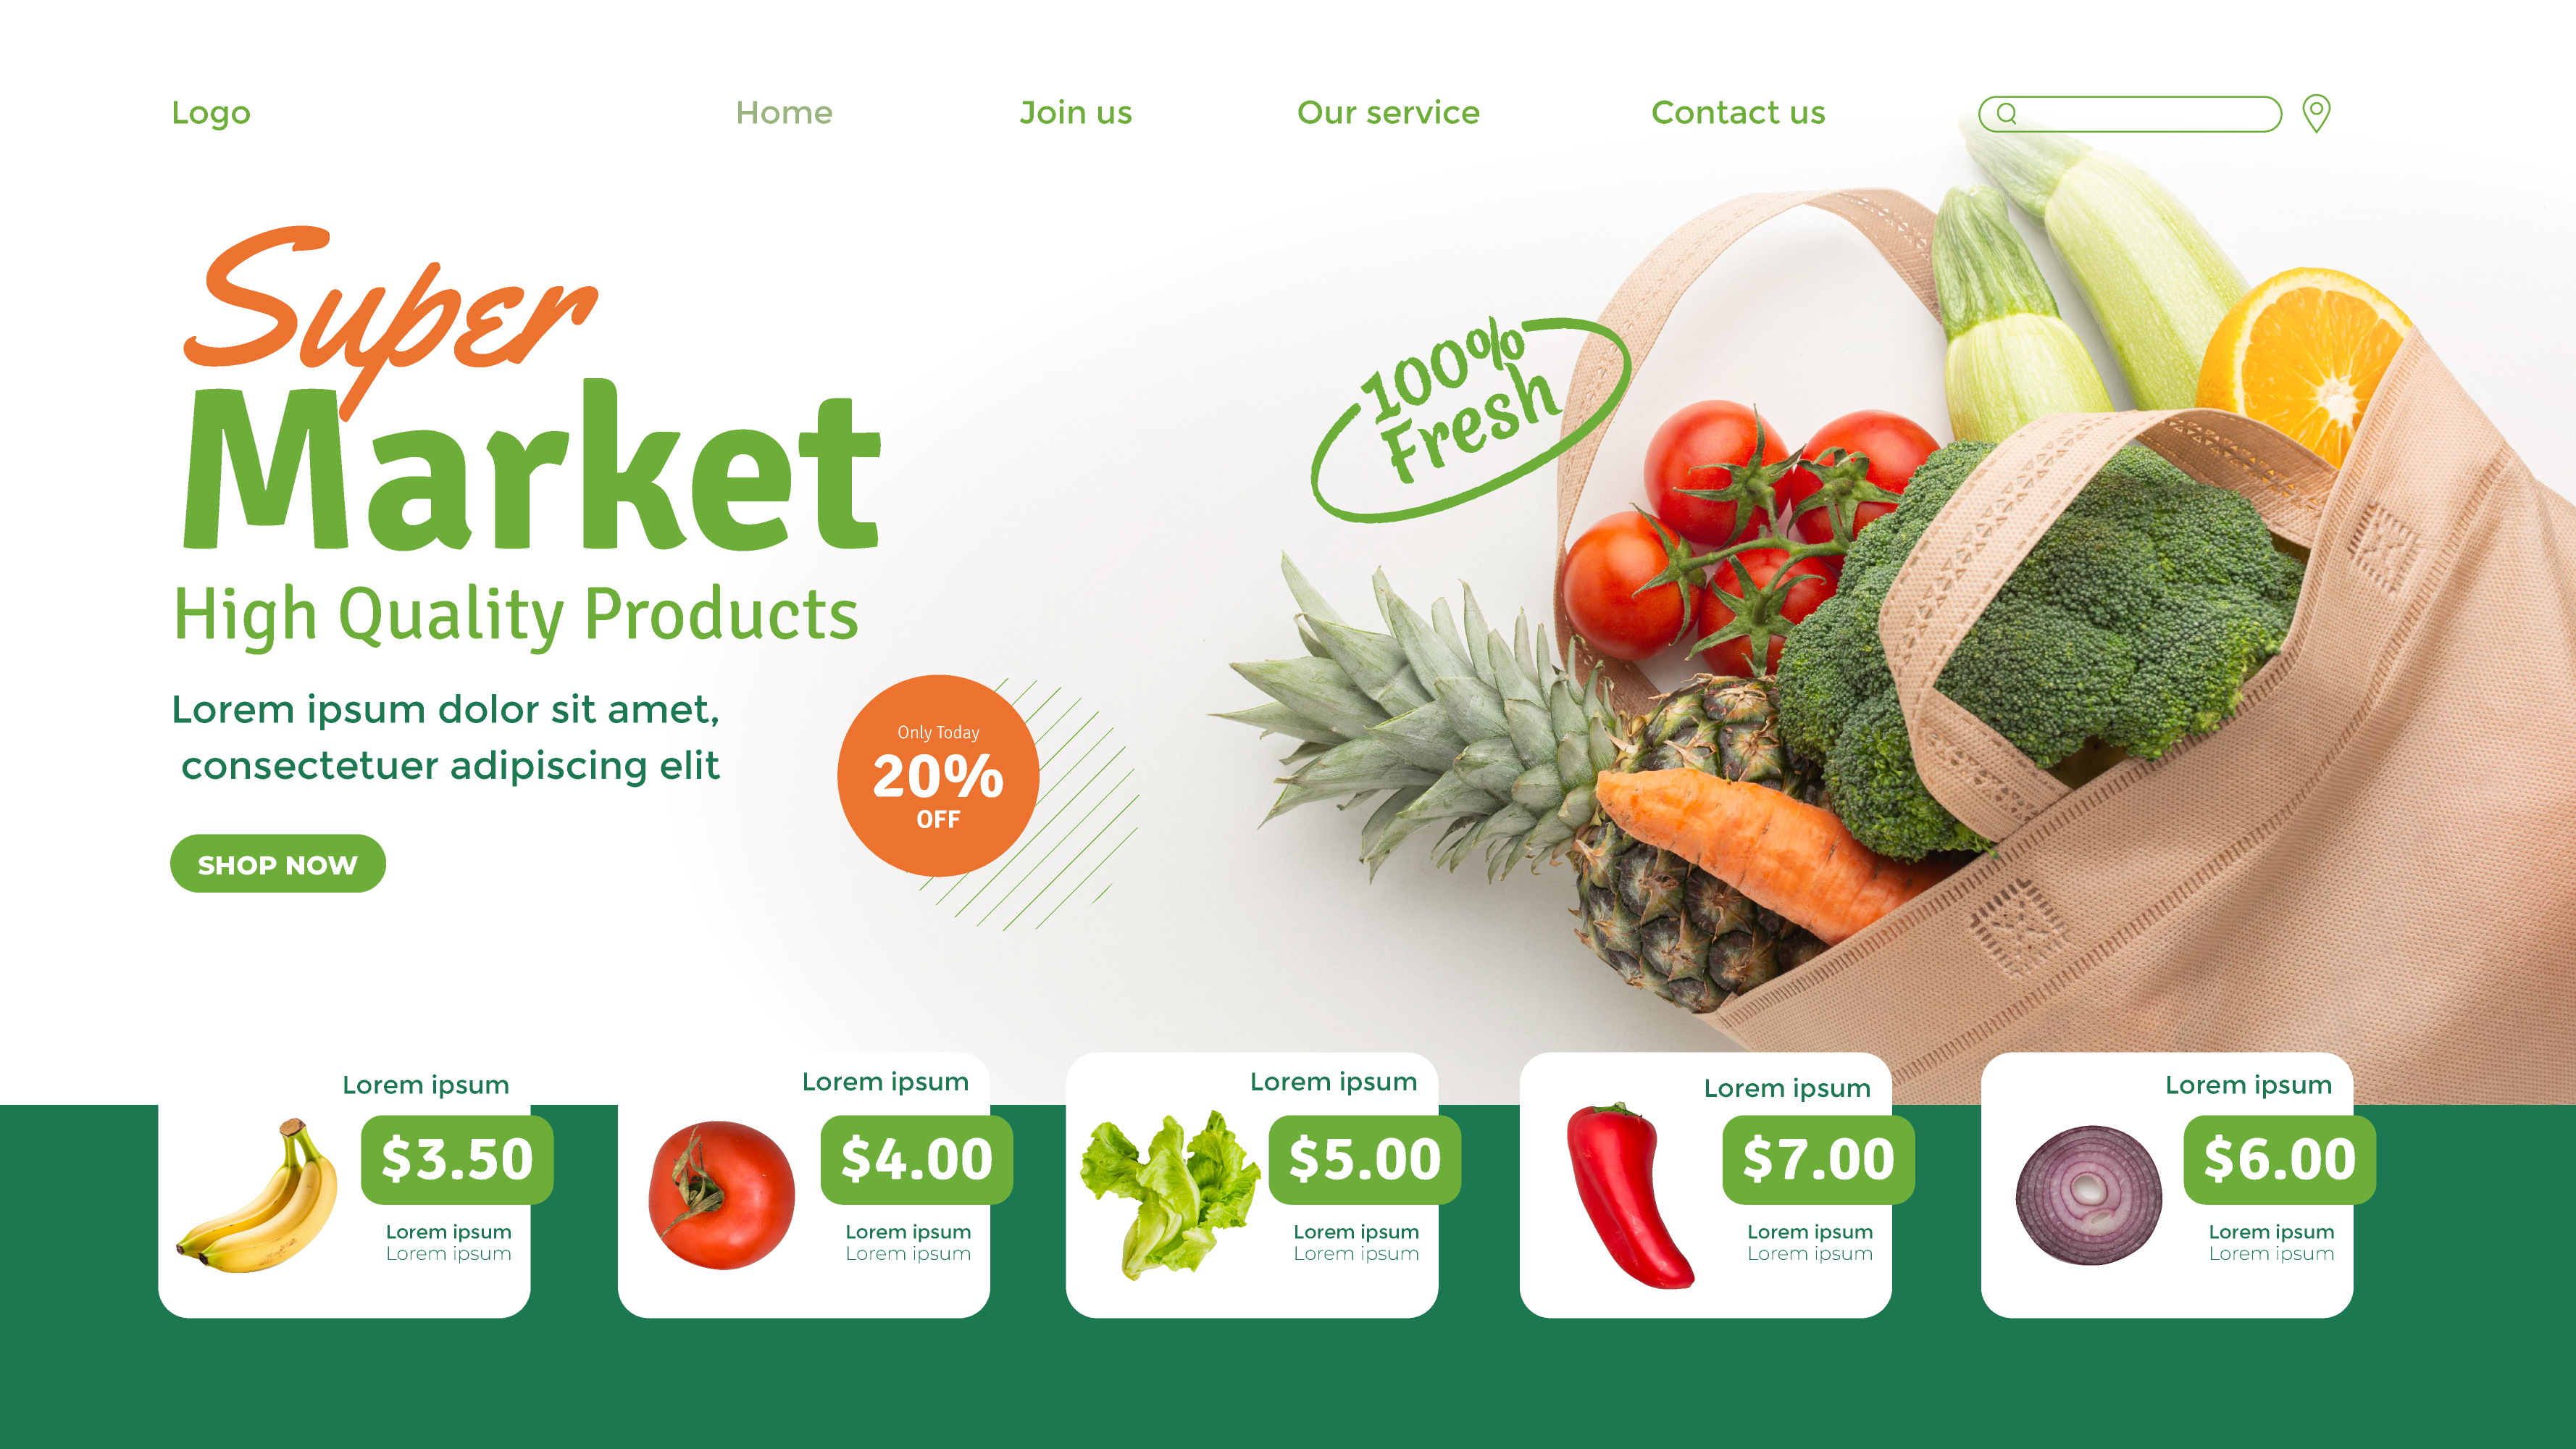 Logo
Home
Join us
Our service
Contact us
Super
Market
High Quality Products
Lorem ipsum dolor sit amet,
consectetuer adipiscing elit
SHOP NOW
Only Today
20%
OFF
100%
Fresh
Lorem ipsum
$3.50
Lorem ipsum
Lorem ipsum
Lorem ipsum
$4.00
Lorem ipsum
Lorem ipsum
Lorem ipsum
$5.00
Lorem ipsum
Lorem ipsum
Lorem ipsum
$7.00
Lorem ipsum
Lorem ipsum
Lorem ipsum
$6.00
Lorem ipsum
Lorem ipsum